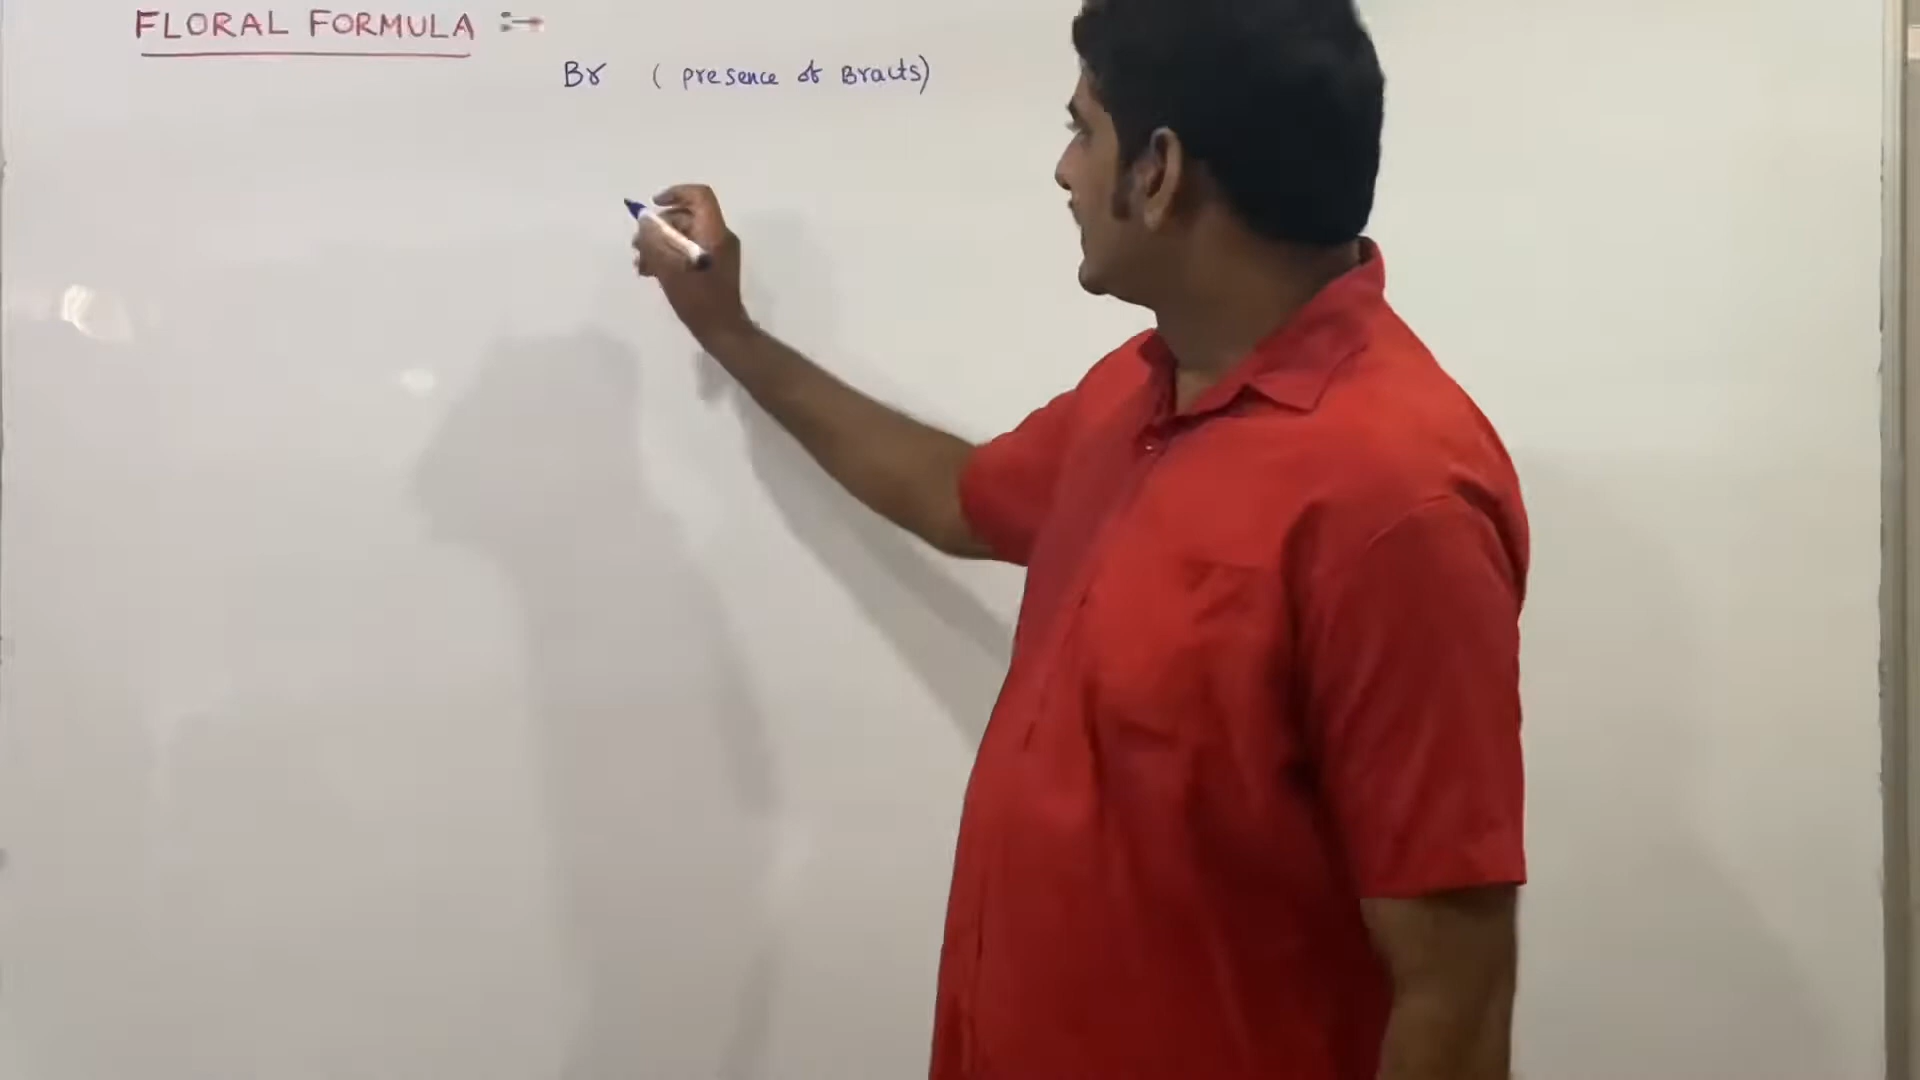 FLORAL FORMULA :-
Br (presence of Bracts)